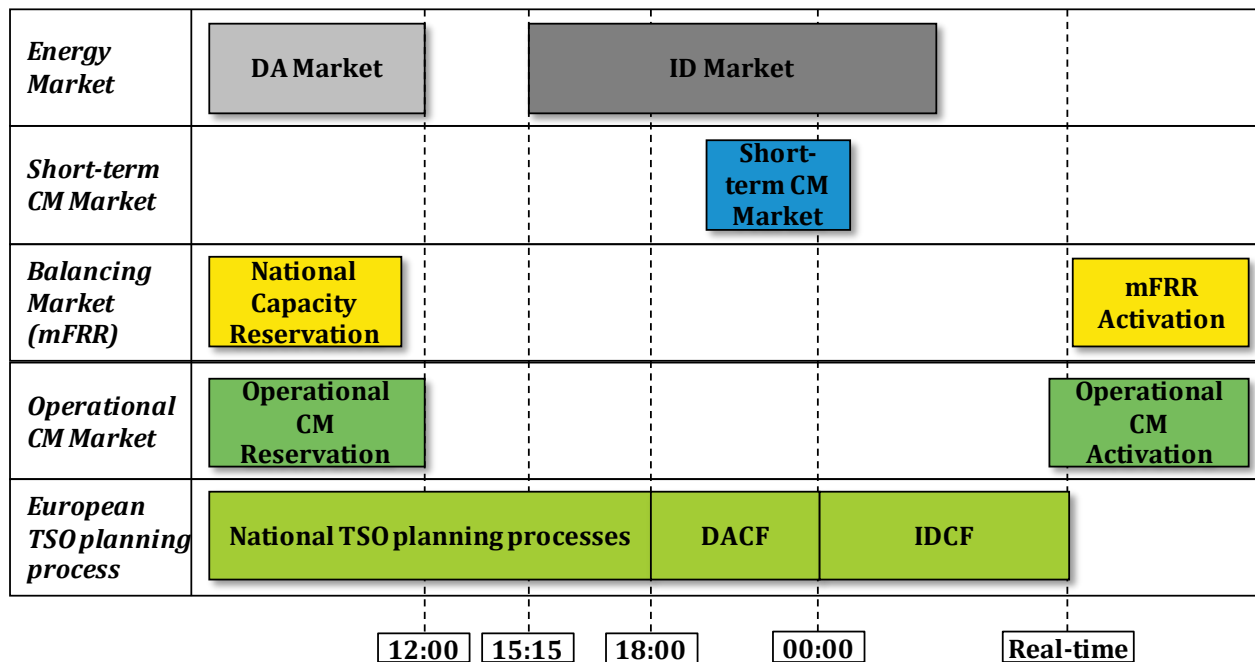 Energy
Market
DA Market
ID Market
Short-term
CM Market
Short-
term CM
Market
Balancing
Market
(mFRR)
National
Capacity
Reservation
mFRR
Activation
Operational
CM Market
Operational
CM
Reservation
Operational
CM
Activation
European
TSO planning
process
National TSO planning processes
DACF
IDCF
12:00
15:15
18:00
00:00
Real-time